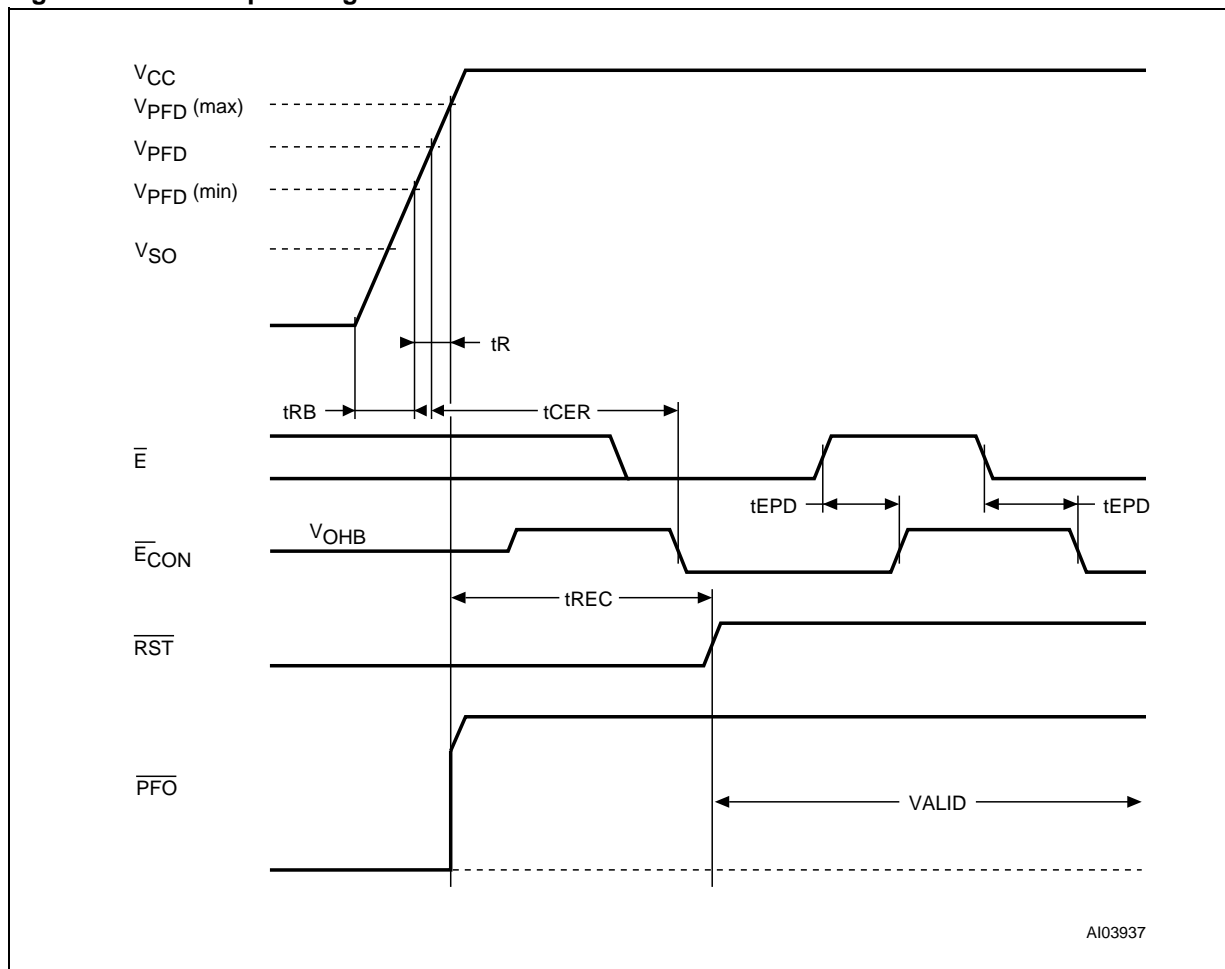 VCC
VPFD (max)
VPFD
VPFD (min)
VSO
tR
tRB
tCER
E
tEPD
tEPD
VOHB
ECON
tREC
RST
PFO
VALID
AI03937